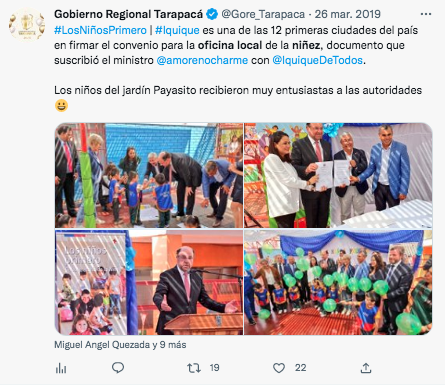 Gobierno Regional Tarapacá @Gore_Tarapaca · 26 mar. 2019
#LosNiñosPrimero | #Iquique es una de las 12 primeras ciudades del país
en firmar el convenio para la oficina local de la niñez, documento que
suscribió el ministro @amorenocharme con @IquiqueDeTodos.
Los niños del jardín Payasito recibieron muy entusiastas a las autoridades
😀
Miguel Angel Quezada y 9 más
19
22